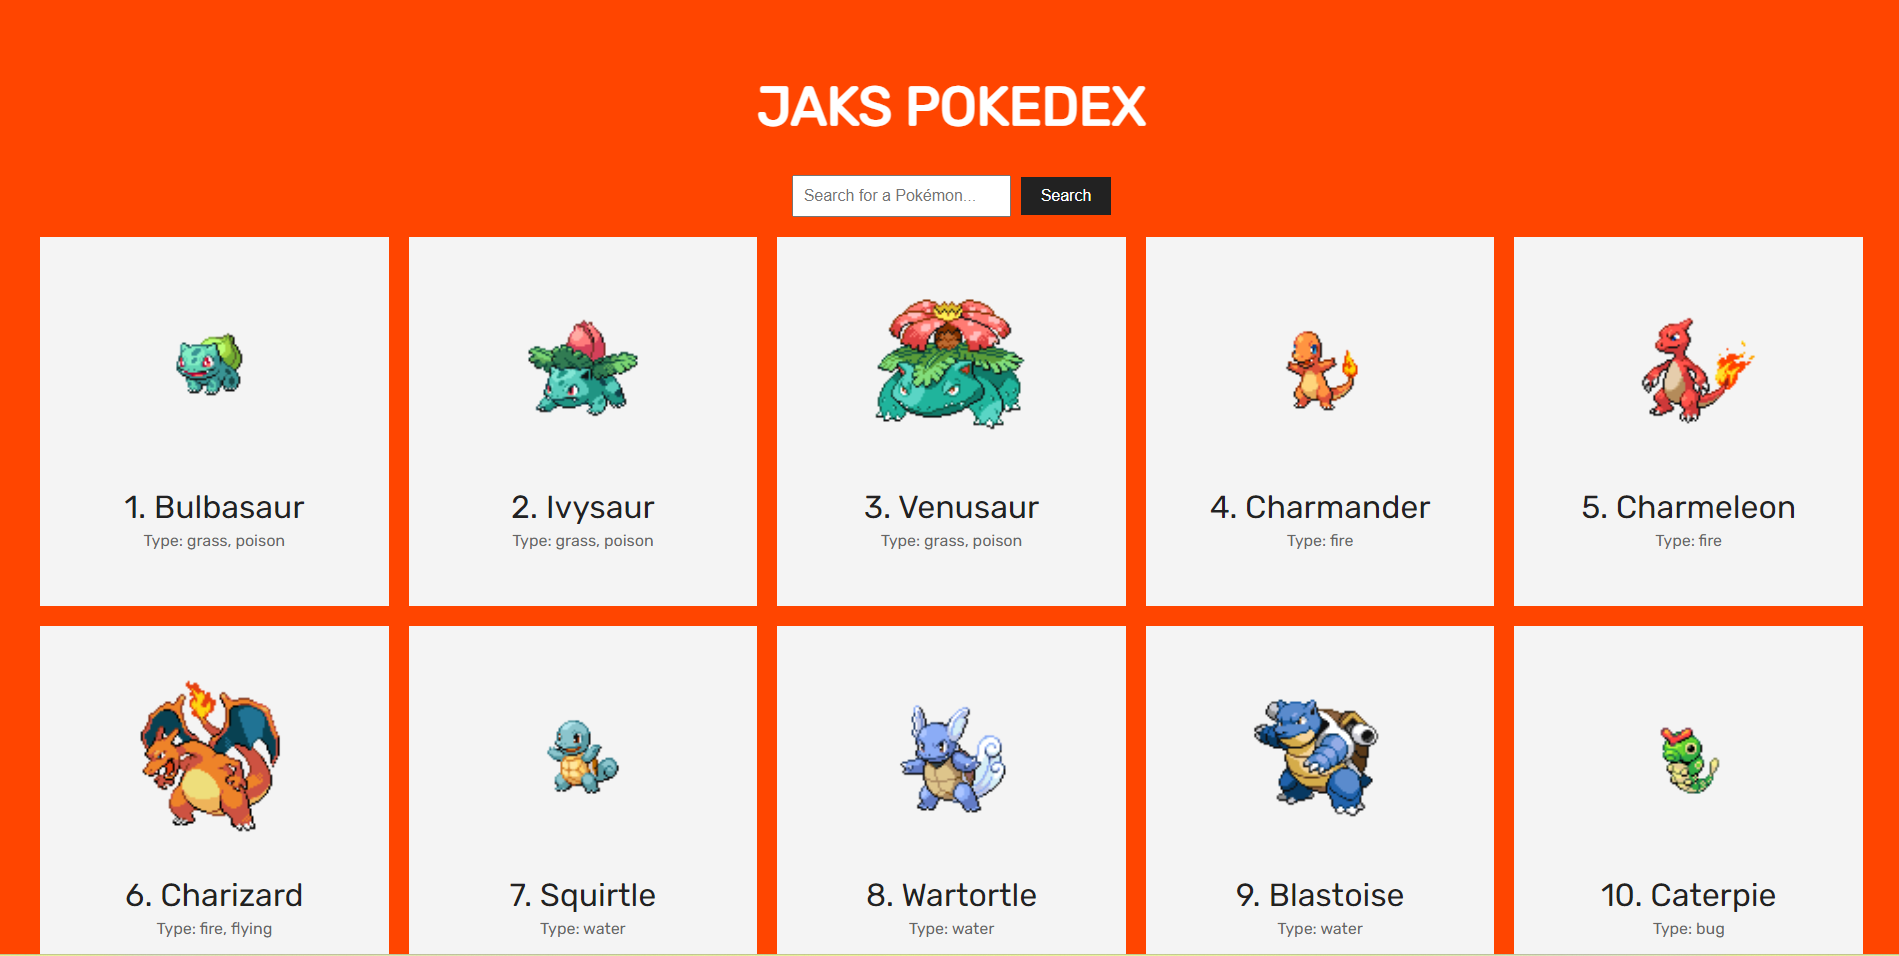 JAKS POKEDEX
Search for a Pokémon... Search
1. Bulbasaur
Type: grass, poison
2. Ivysaur
Type: grass, poison
3. Venusaur
Type: grass, poison
4. Charmander
Type: fire
5. Charmeleon
Type: fire
6. Charizard
Type: fire, flying
7. Squirtle
Type: water
8. Wartortle
Type: water
9. Blastoise
Type: water
10. Caterpie
Type: bug